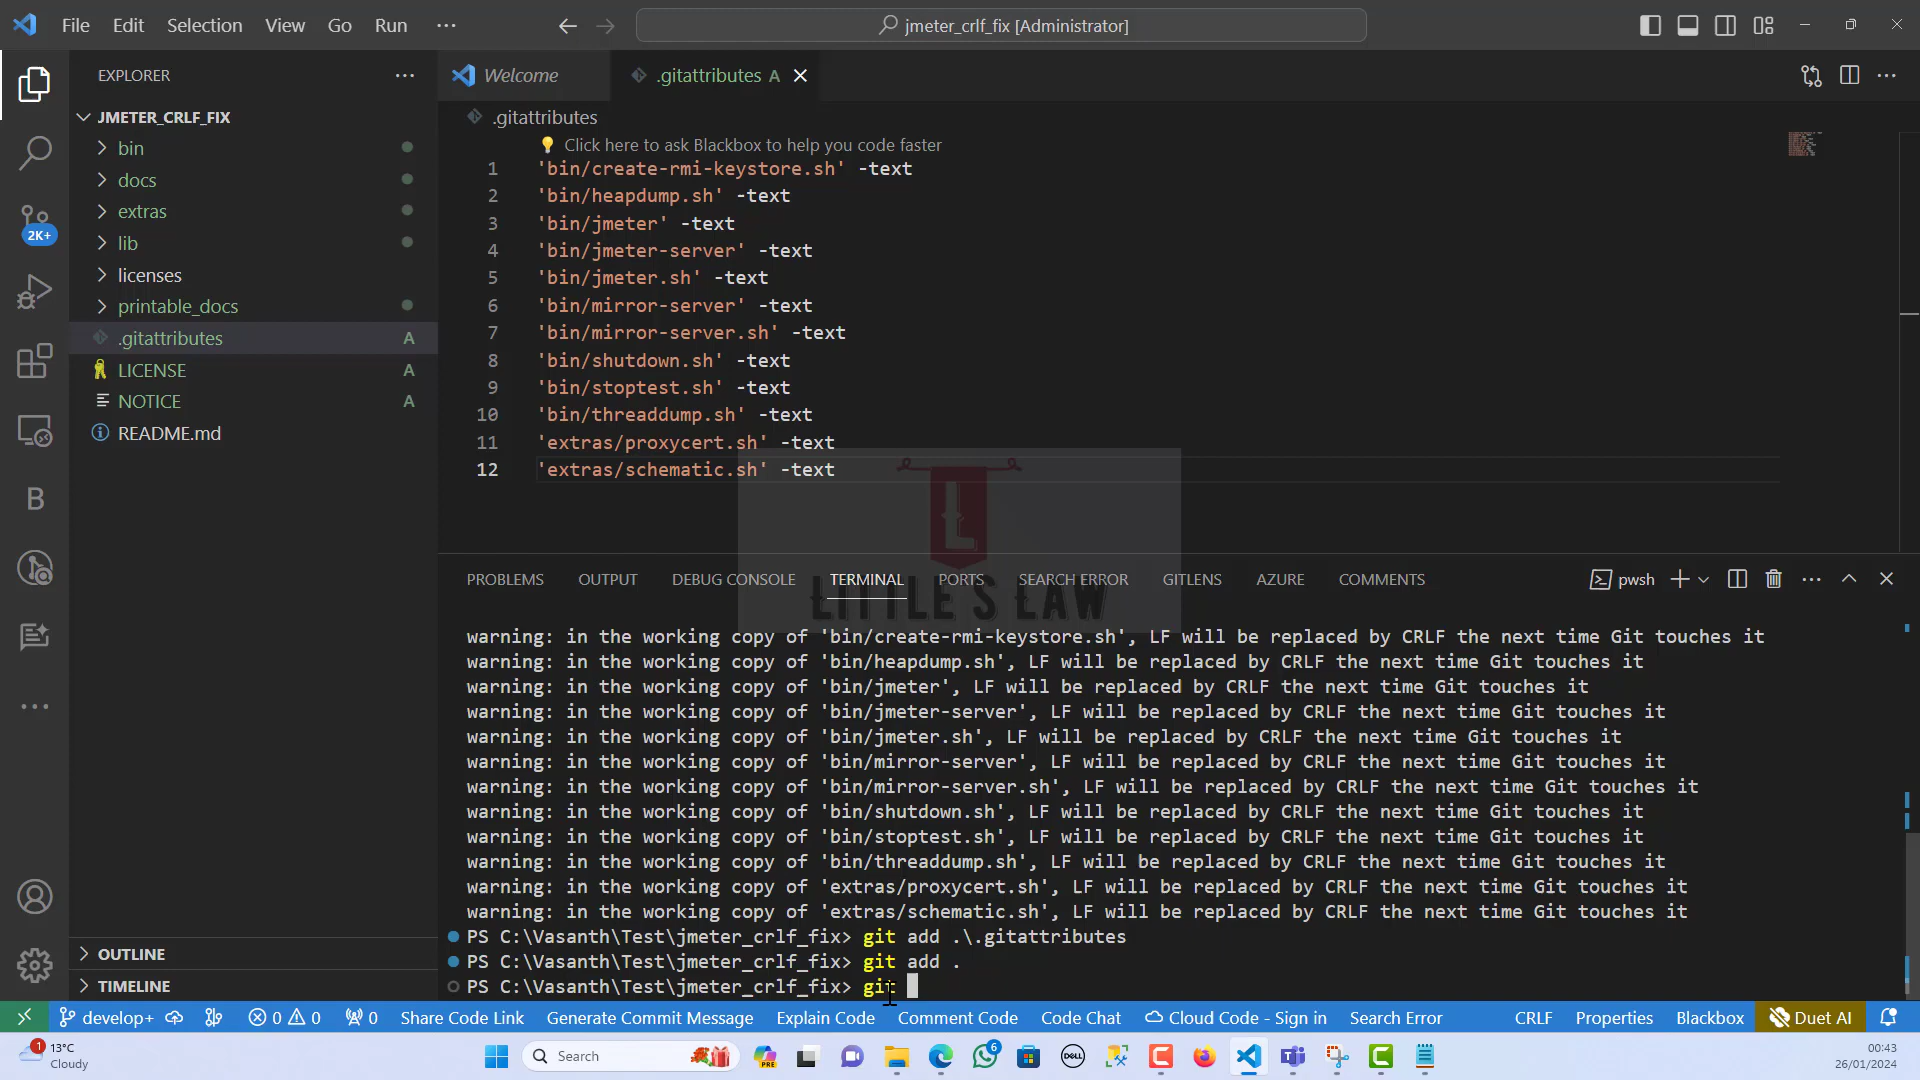 File Edit Selection View Go Run ···
jmeter_crlf_fix [Administrator]
EXPLORER
Welcome
.gitattributes A
JMETER_CRLF_FIX
bin
docs
extras
lib
licenses
printable_docs
.gitattributes A
LICENSE A
NOTICE A
README.md
2K+
B
OUTLINE
TIMELINE
.gitattributes
Click here to ask Blackbox to help you code faster
1 'bin/create-rmi-keystore.sh' -text
2 'bin/heapdump.sh' -text
3 'bin/jmeter' -text
4 'bin/jmeter-server' -text
5 'bin/jmeter.sh' -text
6 'bin/mirror-server' -text
7 'bin/mirror-server.sh' -text
8 'bin/shutdown.sh' -text
9 'bin/stoptest.sh' -text
10 'bin/threaddump.sh' -text
11 'extras/proxycert.sh' -text
12 'extras/schematic.sh' -text
L
LITTLE'S LAW
PROBLEMS OUTPUT DEBUG CONSOLE TERMINAL PORTS SEARCH ERROR GITLENS AZURE COMMENTS
pwsh
warning: in the working copy of 'bin/create-rmi-keystore.sh', LF will be replaced by CRLF the next time Git touches it
warning: in the working copy of 'bin/heapdump.sh', LF will be replaced by CRLF the next time Git touches it
warning: in the working copy of 'bin/jmeter', LF will be replaced by CRLF the next time Git touches it
warning: in the working copy of 'bin/jmeter-server', LF will be replaced by CRLF the next time Git touches it
warning: in the working copy of 'bin/jmeter.sh', LF will be replaced by CRLF the next time Git touches it
warning: in the working copy of 'bin/mirror-server', LF will be replaced by CRLF the next time Git touches it
warning: in the working copy of 'bin/mirror-server.sh', LF will be replaced by CRLF the next time Git touches it
warning: in the working copy of 'bin/shutdown.sh', LF will be replaced by CRLF the next time Git touches it
warning: in the working copy of 'bin/stoptest.sh', LF will be replaced by CRLF the next time Git touches it
warning: in the working copy of 'bin/threaddump.sh', LF will be replaced by CRLF the next time Git touches it
warning: in the working copy of 'extras/proxycert.sh', LF will be replaced by CRLF the next time Git touches it
warning: in the working copy of 'extras/schematic.sh', LF will be replaced by CRLF the next time Git touches it
PS C:\Vasanth\Test\jmeter_crlf_fix> git add .\.gitattributes
PS C:\Vasanth\Test\jmeter_crlf_fix> git add .
PS C:\Vasanth\Test\jmeter_crlf_fix> git
develop+ 0 0 0 Share Code Link Generate Commit Message Explain Code Comment Code Code Chat Cloud Code - Sign in Search Error CRLF Properties Blackbox Duet AI
1
13°C
Cloudy
Search
PRE
6
DELL
00:43
26/01/2024